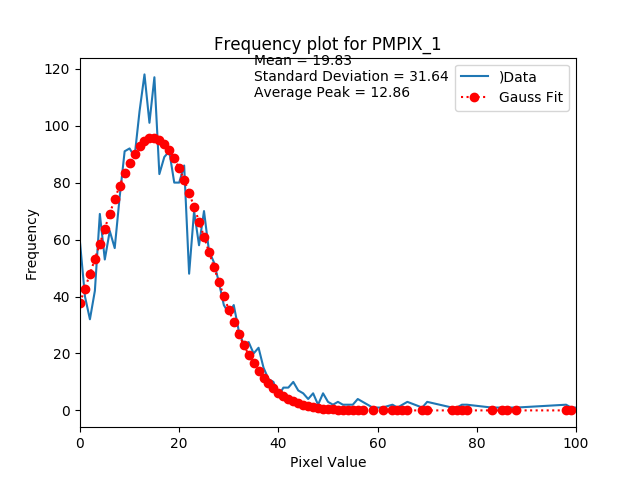 Frequency plot for PMPIX_1
Mean = 19.83
Standard Deviation = 31.64
Average Peak = 12.86
)Data
Gauss Fit
120
100
80
60
40
20
0
Frequency
0 20 40 60 80 100
Pixel Value